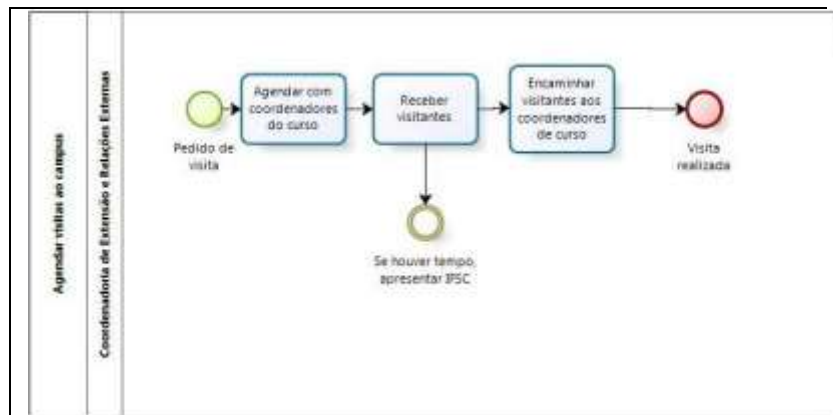 Agendar visitas ao campus
Coordenadoria de Extensão e Relações Externas
Pedido de
visita
Agendar com
coordenadores
do curso
Receber
visitantes
Encaminhar
visitantes aos
coordenadores
de curso
Visita
realizada
Se houver tempo,
apresentar IFSC